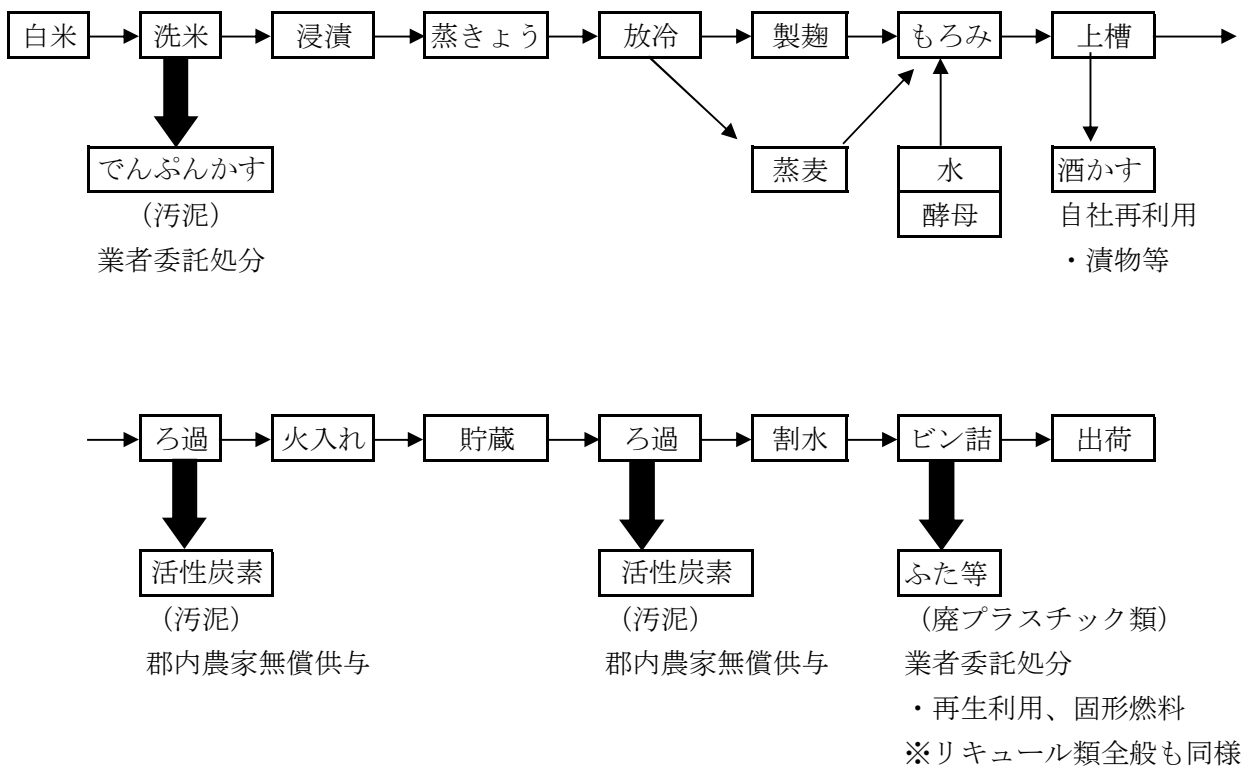 白米
洗米
浸漬
蒸きょう
放冷
製麹
もろみ
上槽
でんぷんかす
（汚泥）
業者委託処分
蒸麦
水
酵母
酒かす
自社再利用
・漬物等
ろ過
火入れ
貯蔵
ろ過
割水
ビン詰
出荷
活性炭素
（汚泥）
郡内農家無償供与
活性炭素
（汚泥）
郡内農家無償供与
ふた等
（廃プラスチック類）
業者委託処分
・再生利用、固形燃料
※リキュール類全般も同様